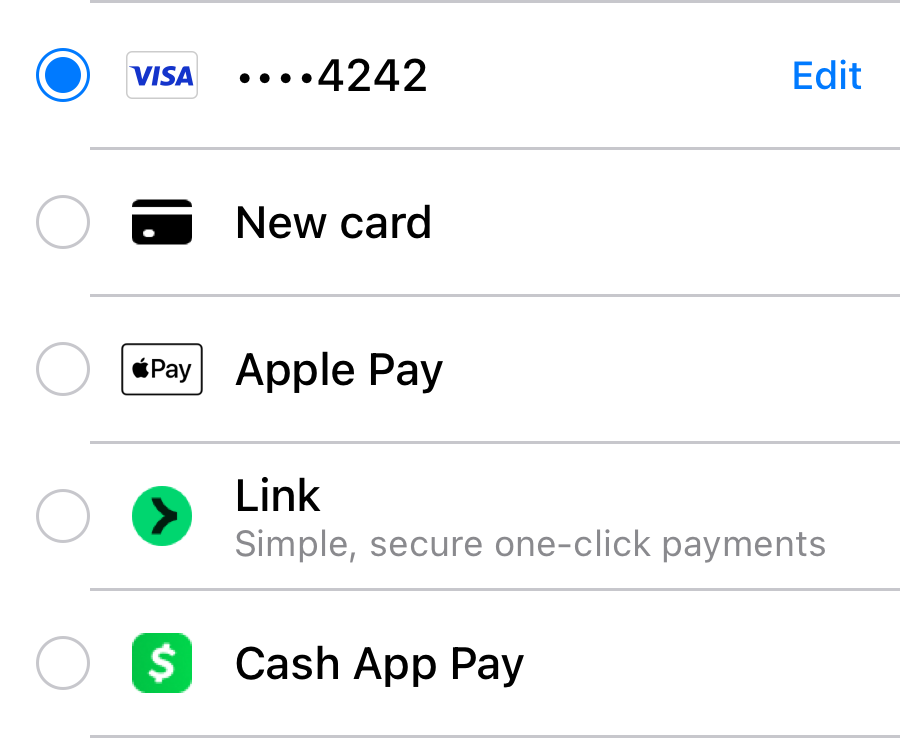 VISA ••••4242 Edit
New card
Pay Apple Pay
Link
Simple, secure one-click payments
$ Cash App Pay